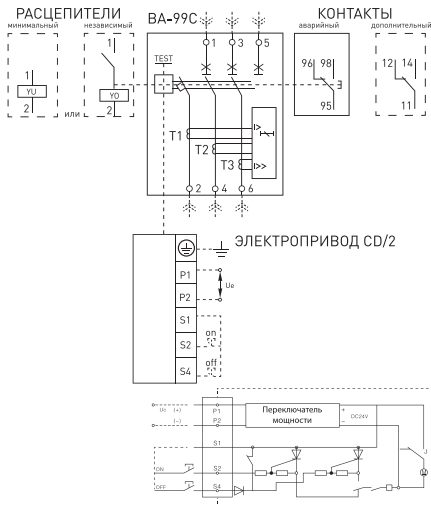 РАСЦЕПИТЕЛИ ВА-99С КОНТАКТЫ
минимальный независимый аварийный дополнительный
1 3 5
1
TEST
96 98 12 14
1
YU YO
2 или 2
95 11
T1
T2
T3
I>
I>>
2 4 6
ЭЛЕКТРОПРИВОД CD/2
P1
Ue
P2
S1
on
S2
off
S4
Uc (+) P1 Переключатель мощности + DC24V
(-) P2 –
S1
ON S2
OFF S4
J
M